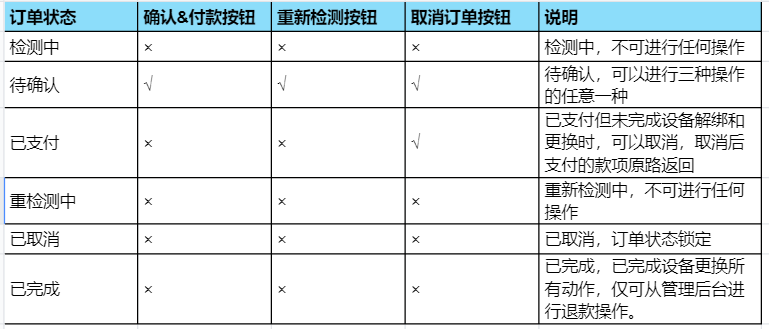 订单状态 确认&付款按钮 重新检测按钮 取消订单按钮 说明
检测中 × × × 检测中，不可进行任何操作
待确认 √ √ √ 待确认，可以进行三种操作
的任意一种
已支付 × × √ 已支付但未完成设备解绑和
更换时，可以取消，取消后
支付的款项原路返回
重检测中 × × × 重新检测中，不可进行任何
操作
已取消 × × × 已取消，订单状态锁定
已完成 × × × 已完成，已完成设备更换所
有动作，仅可从管理后台进
行退款操作。